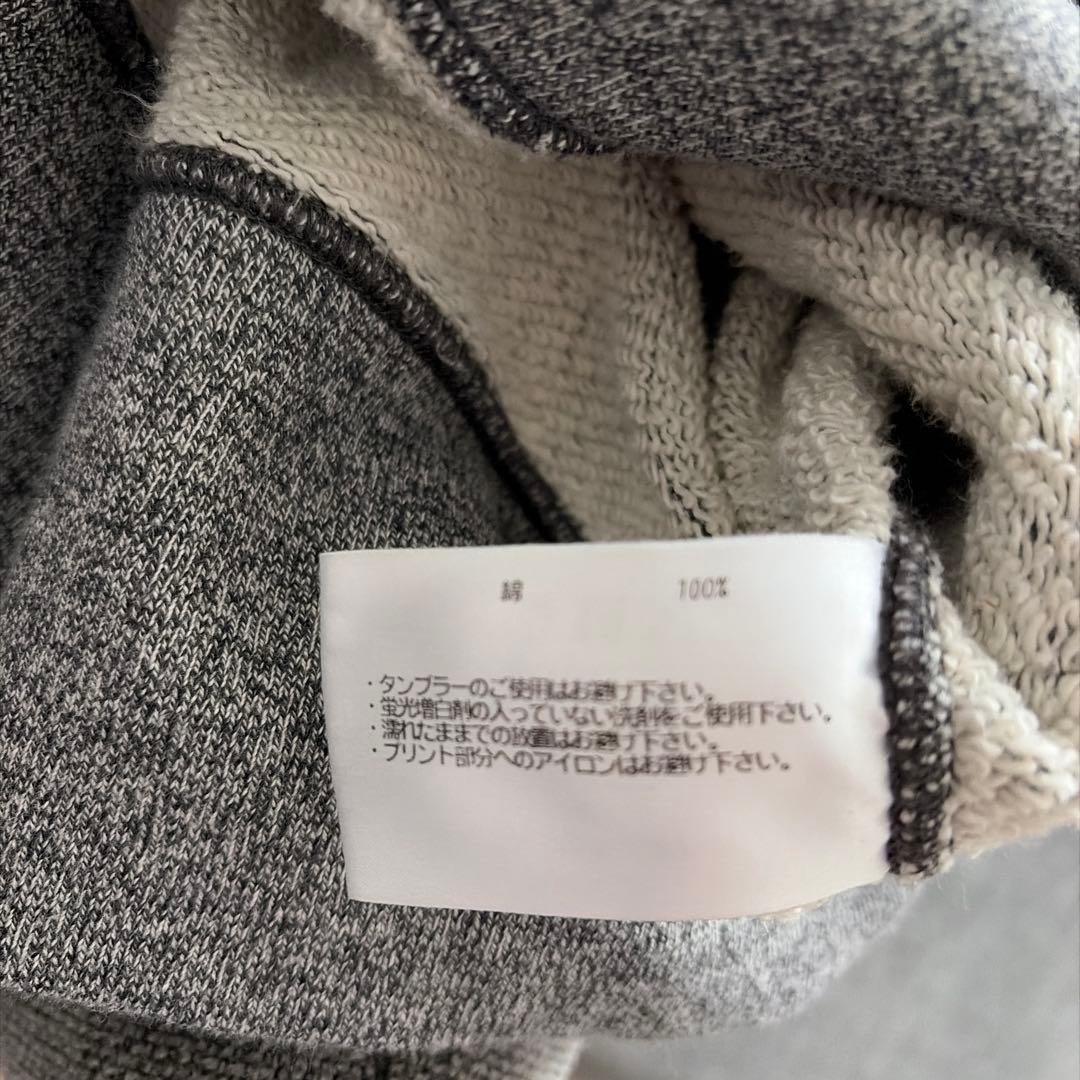 綿 100%
・タンブラーのご使用はお避け下さい。
・蛍光増白剤の入っていない洗剤をご使用下さい。
・濡れたままでの放置はお避け下さい。
・プリント部分へのアイロンはお避け下さい。